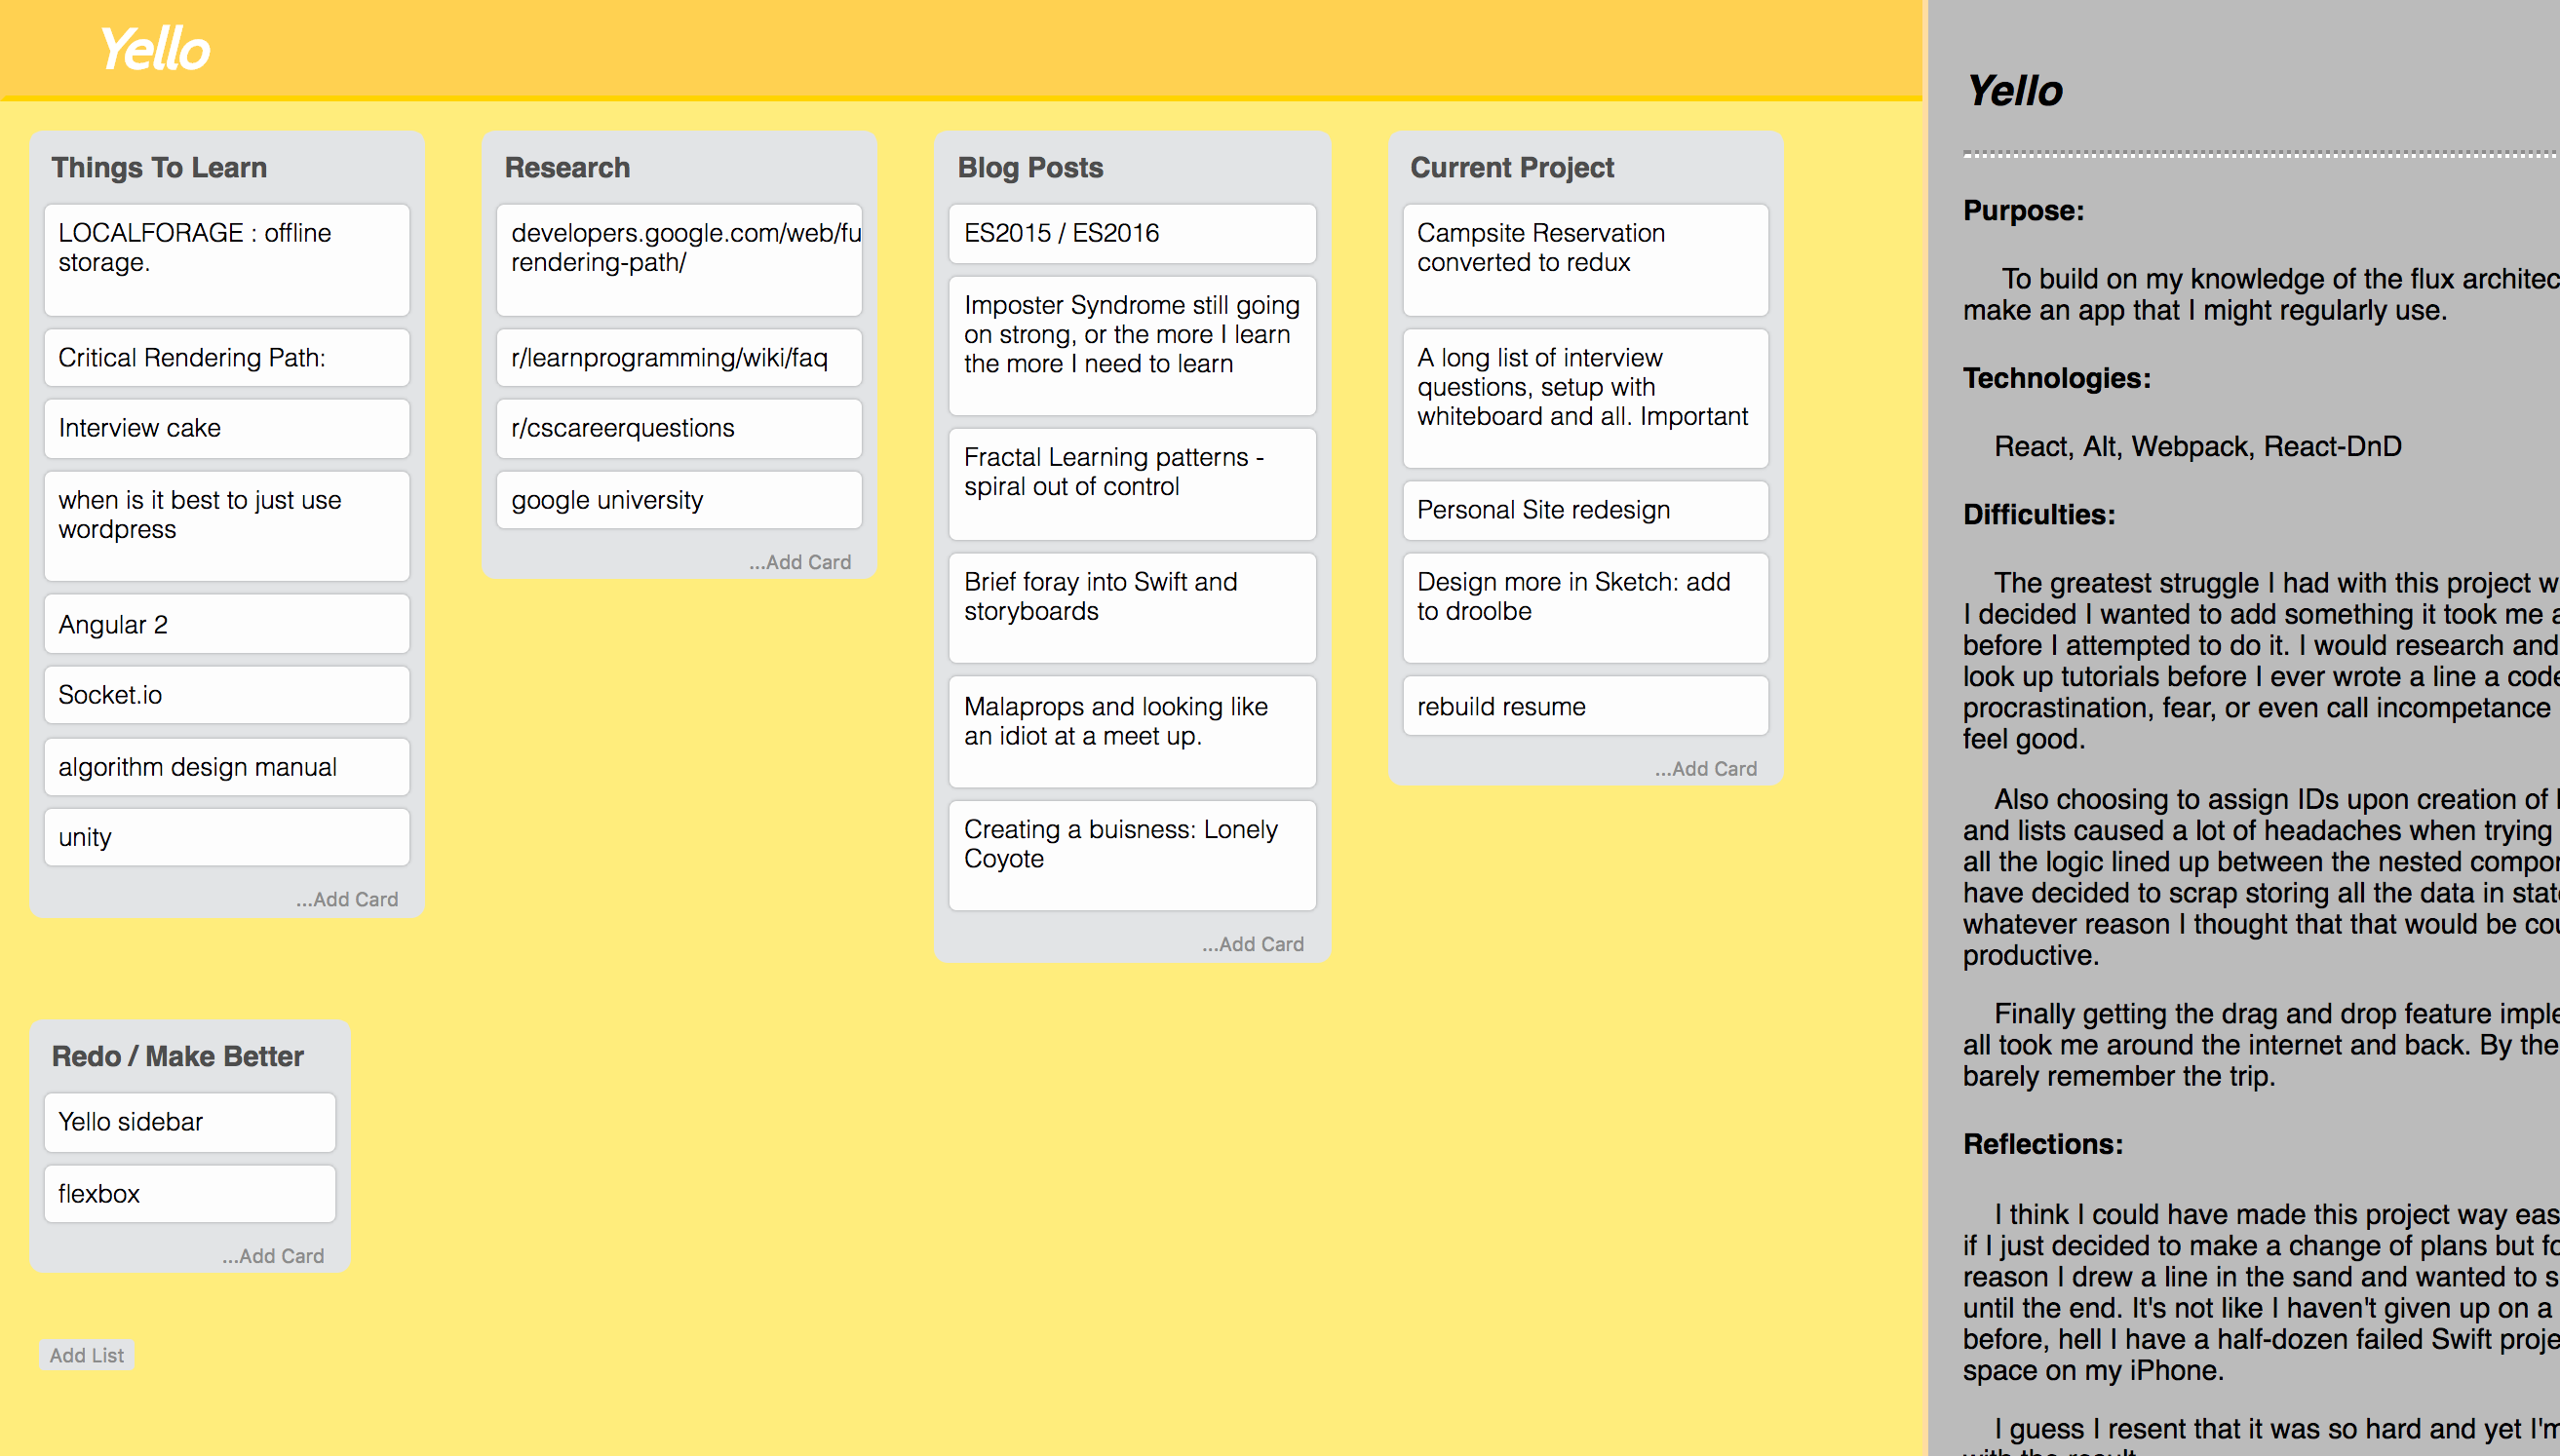 Yello
Things To Learn
LOCALFORAGE : offline
storage.
Critical Rendering Path:
Interview cake
when is it best to just use
wordpress
Angular 2
Socket.io
algorithm design manual
unity
...Add Card
Research
developers.google.com/web/fu
rendering-path/
r/learnprogramming/wiki/faq
r/cscareerquestions
google university
...Add Card
Blog Posts
ES2015 / ES2016
Imposter Syndrome still going
on strong, or the more I learn
the more I need to learn
Fractal Learning patterns -
spiral out of control
Brief foray into Swift and
storyboards
Malaprops and looking like
an idiot at a meet up.
Creating a buisness: Lonely
Coyote
...Add Card
Current Project
Campsite Reservation
converted to redux
A long list of interview
questions, setup with
whiteboard and all. Important
Personal Site redesign
Design more in Sketch: add
to droolbe
rebuild resume
...Add Card
Redo / Make Better
Yello sidebar
flexbox
...Add Card
Add List
Yello
Purpose:
To build on my knowledge of the flux architec
make an app that I might regularly use.
Technologies:
React, Alt, Webpack, React-DnD
Difficulties:
The greatest struggle I had with this project w
I decided I wanted to add something it took me a
before I attempted to do it. I would research and
look up tutorials before I ever wrote a line a code
procrastination, fear, or even call incompetance
feel good.
Also choosing to assign IDs upon creation of
and lists caused a lot of headaches when trying
all the logic lined up between the nested compor
have decided to scrap storing all the data in state
whatever reason I thought that that would be cou
productive.
Finally getting the drag and drop feature imple
all took me around the internet and back. By the
barely remember the trip.
Reflections:
I think I could have made this project way eas
if I just decided to make a change of plans but fo
reason I drew a line in the sand and wanted to s
until the end. It's not like I haven't given up on a
before, hell I have a half-dozen failed Swift proje
space on my iPhone.
I guess I resent that it was so hard and yet I'm
with the result